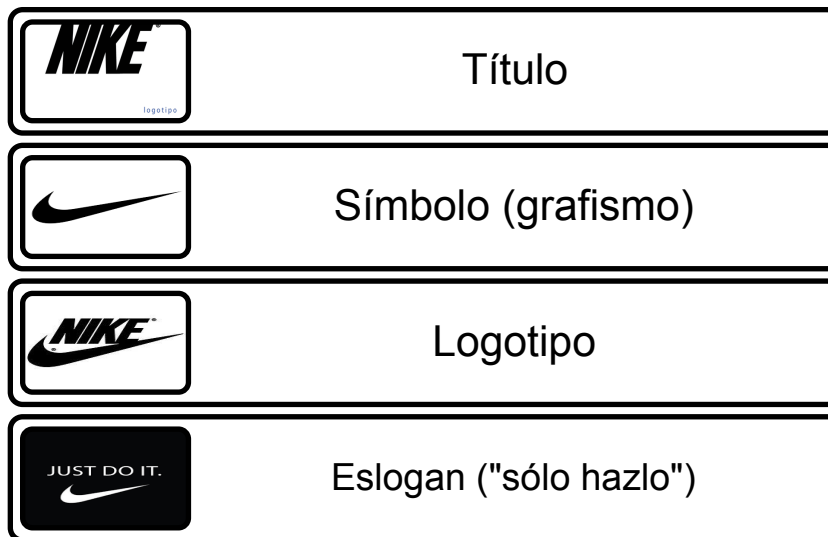 NIKE
logotipo
Título
Símbolo (grafismo)
NIKE
Logotipo
JUST DO IT.
Eslogan ("sólo hazlo")